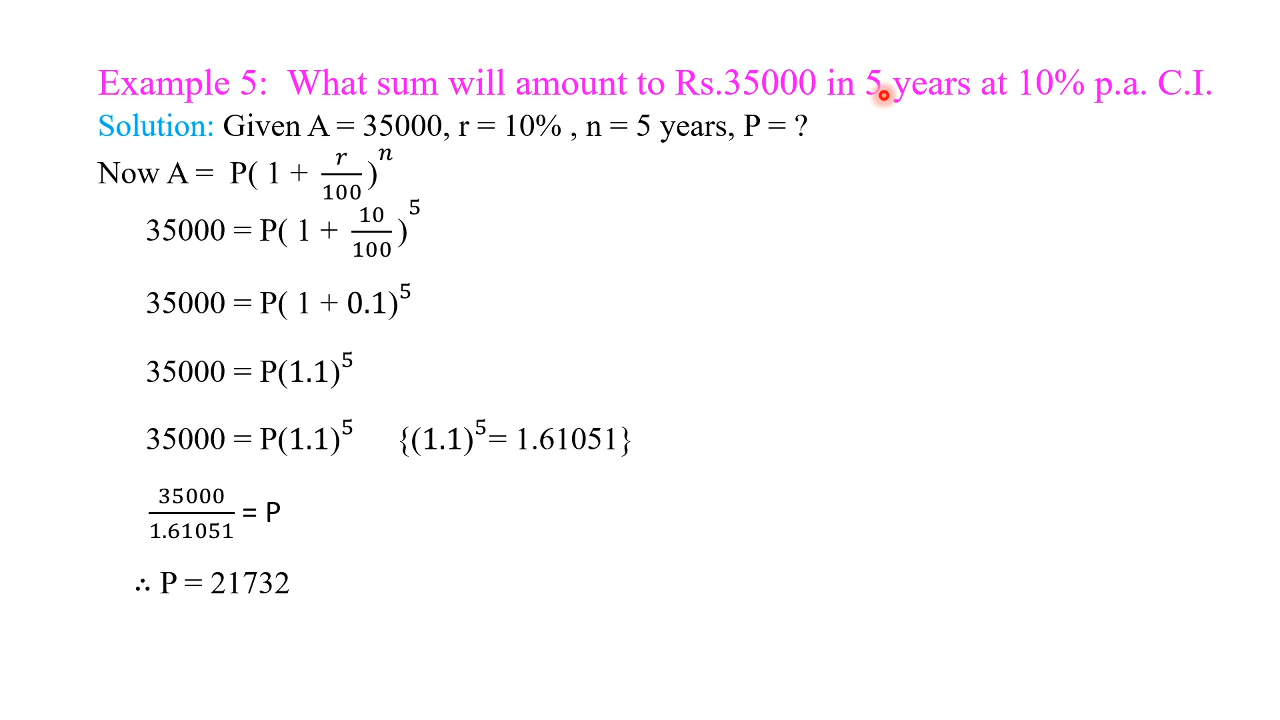 Example 5:  What sum will amount to Rs.35000 in 5 years at 10% p.a. C.I.
Solution: Given A = 35000, r = 10% , n = 5 years, P = ?
Now A =  P( 1 + r/100)^n
35000 = P( 1 + 10/100)^5
35000 = P( 1 + 0.1)^5
35000 = P(1.1)^5
35000 = P(1.1)^5     {(1.1)^5= 1.61051}
35000/1.61051 = P
∴ P = 21732